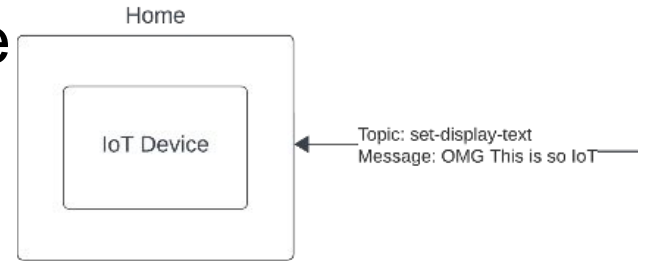 Home
e
IoT Device
Topic: set-display-text
Message: OMG This is so IoT